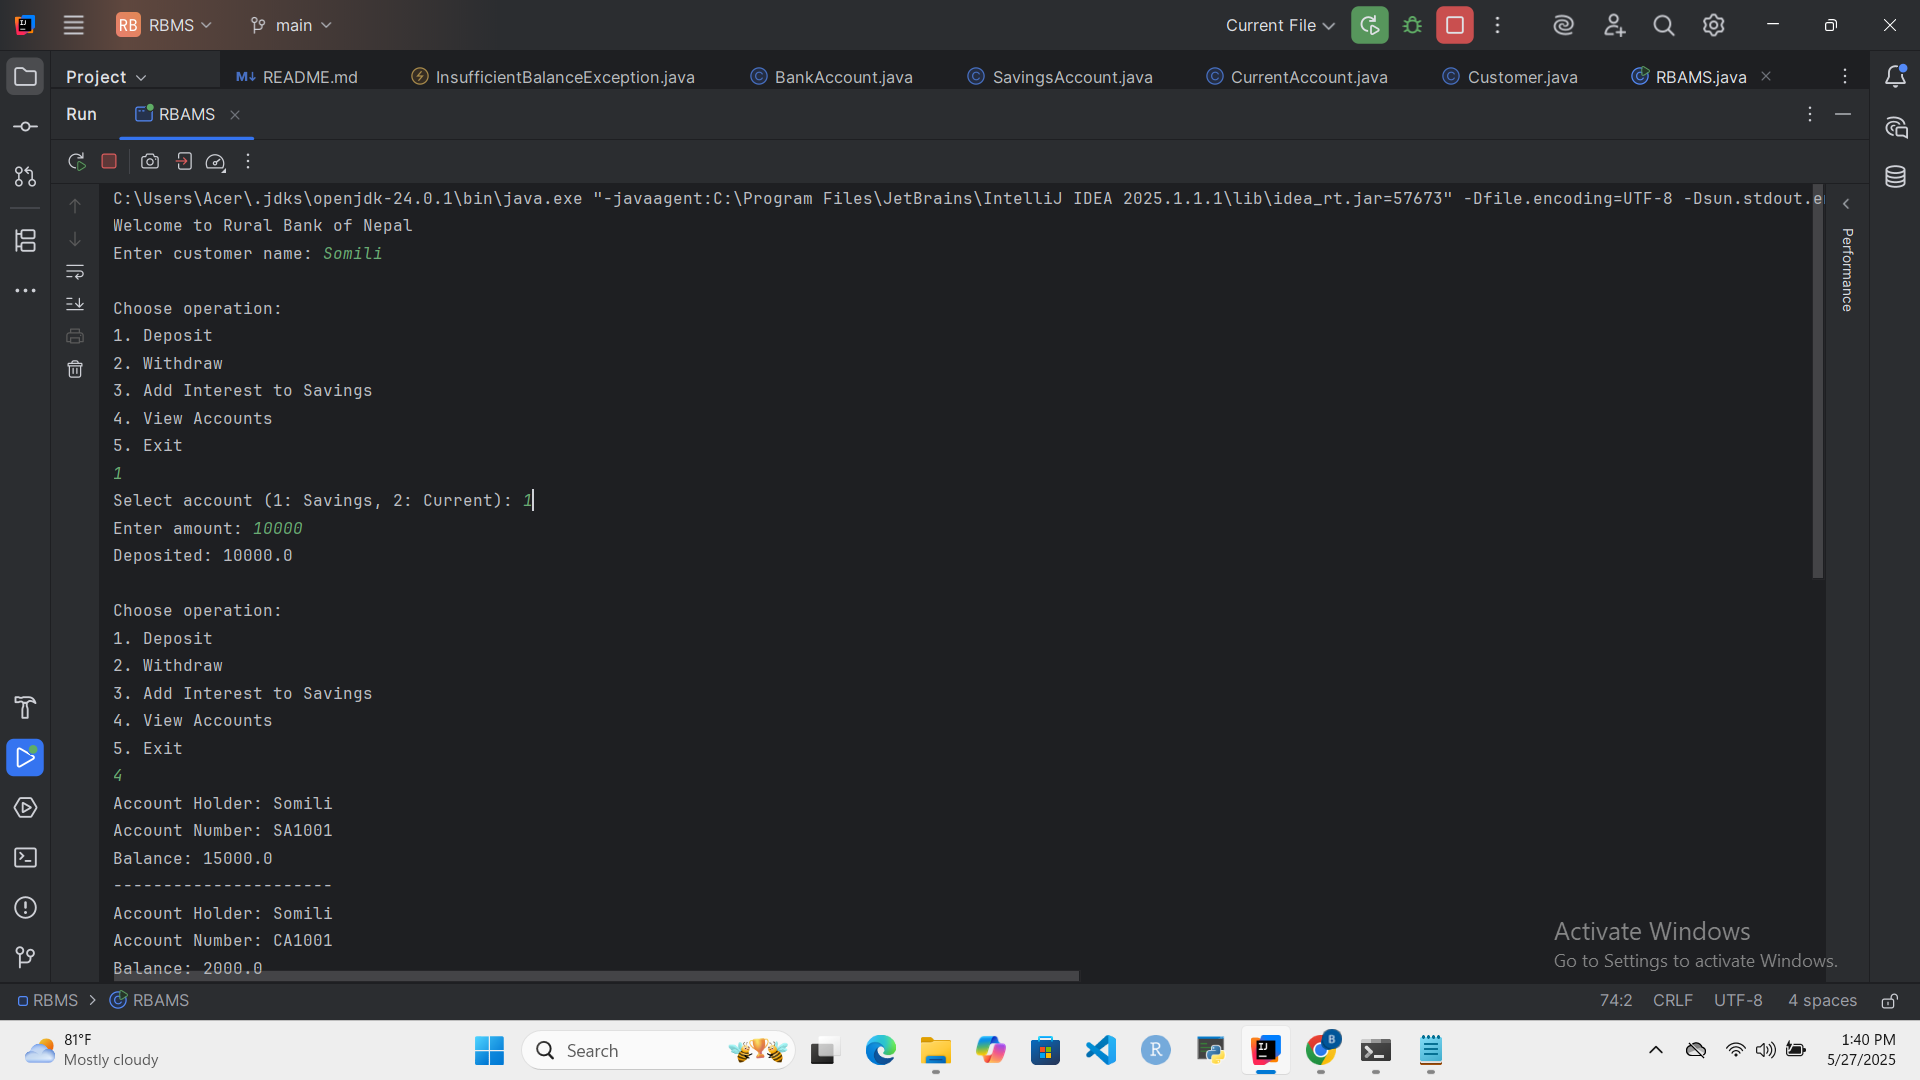 RB RBMS main Current File
Project README.md InsufficientBalanceException.java BankAccount.java SavingsAccount.java CurrentAccount.java Customer.java RBAMS.java
Run RBAMS
C:\Users\Acer\.jdks\openjdk-24.0.1\bin\java.exe "-javaagent:C:\Program Files\JetBrains\IntelliJ IDEA 2025.1.1.1\lib\idea_rt.jar=57673" -Dfile.encoding=UTF-8 -Dsun.stdout.e
Welcome to Rural Bank of Nepal
Enter customer name: Somili
Choose operation:
1. Deposit
2. Withdraw
3. Add Interest to Savings
4. View Accounts
5. Exit
1
Select account (1: Savings, 2: Current): 1
Enter amount: 10000
Deposited: 10000.0
Choose operation:
1. Deposit
2. Withdraw
3. Add Interest to Savings
4. View Accounts
5. Exit
4
Account Holder: Somili
Account Number: SA1001
Balance: 15000.0
----------------------
Account Holder: Somili
Account Number: CA1001
Balance: 2000.0
Performance
Activate Windows
Go to Settings to activate Windows.
RBMS > RBAMS 74:2 CRLF UTF-8 4 spaces
81°F
Mostly cloudy
Search
1:40 PM
5/27/2025